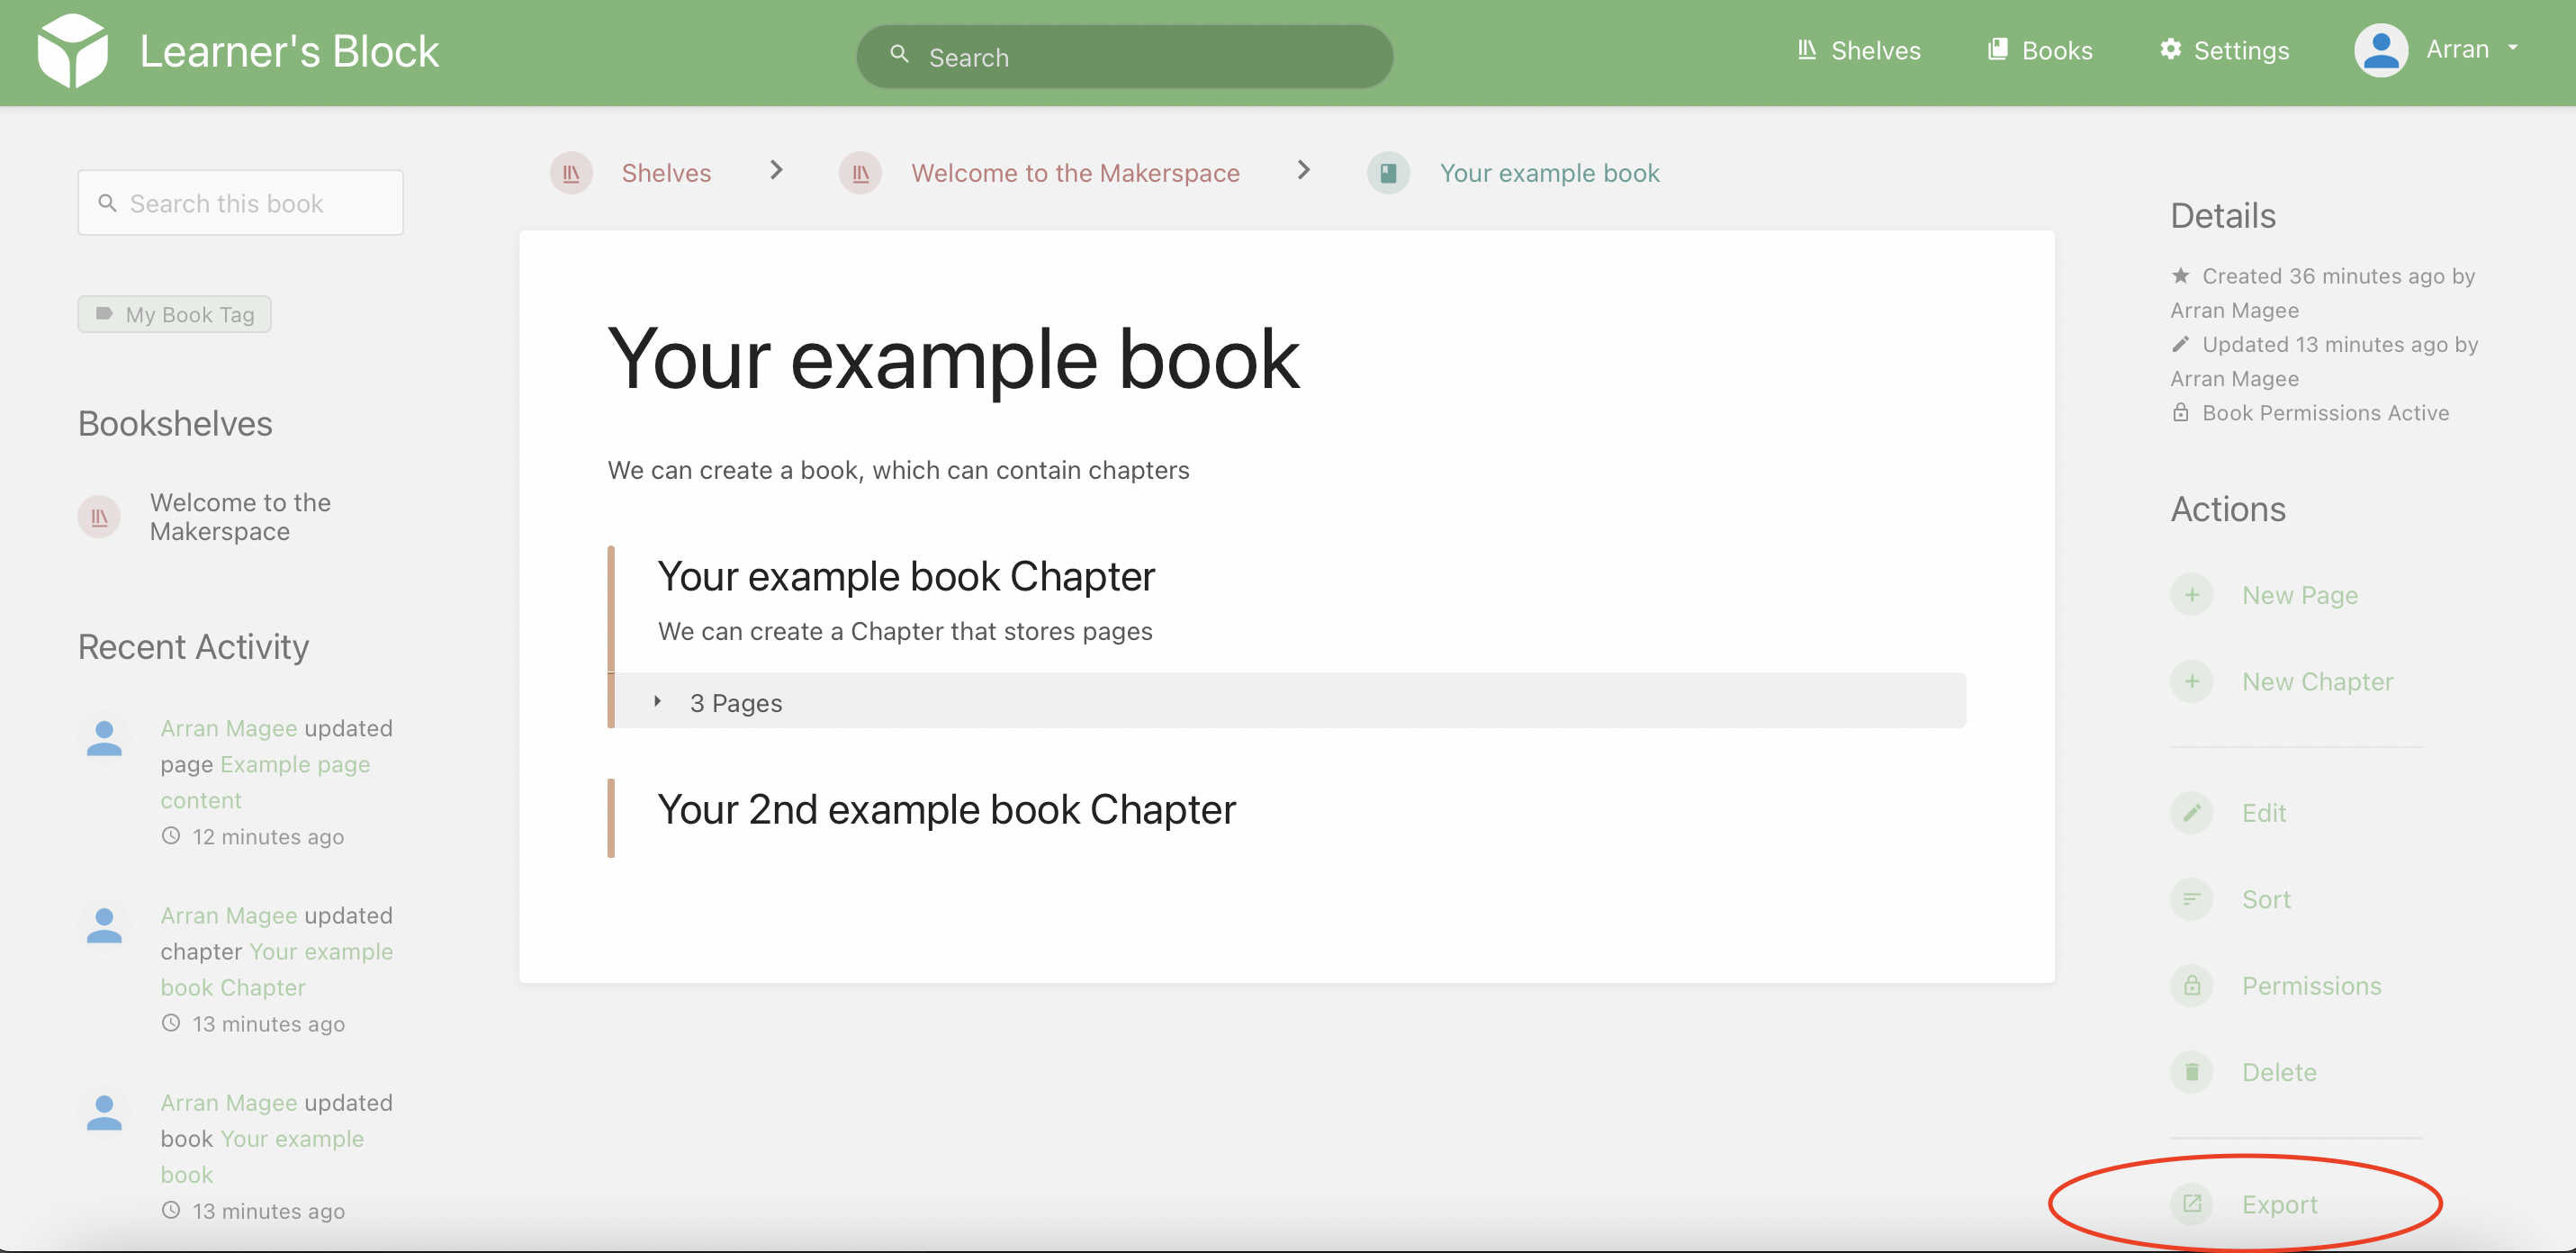 Learner's Block
Search
Shelves
Books
Settings
Arran
Search this book
My Book Tag
Bookshelves
Welcome to the
Makerspace
Recent Activity
Arran Magee updated
page Example page
content
12 minutes ago
Arran Magee updated
chapter Your example
book Chapter
13 minutes ago
Arran Magee updated
book Your example
book
13 minutes ago
Shelves
Welcome to the Makerspace
Your example book
Your example book
We can create a book, which can contain chapters
Your example book Chapter
We can create a Chapter that stores pages
3 Pages
Your 2nd example book Chapter
Details
Created 36 minutes ago by
Arran Magee
Updated 13 minutes ago by
Arran Magee
Book Permissions Active
Actions
New Page
New Chapter
Edit
Sort
Permissions
Delete
Export